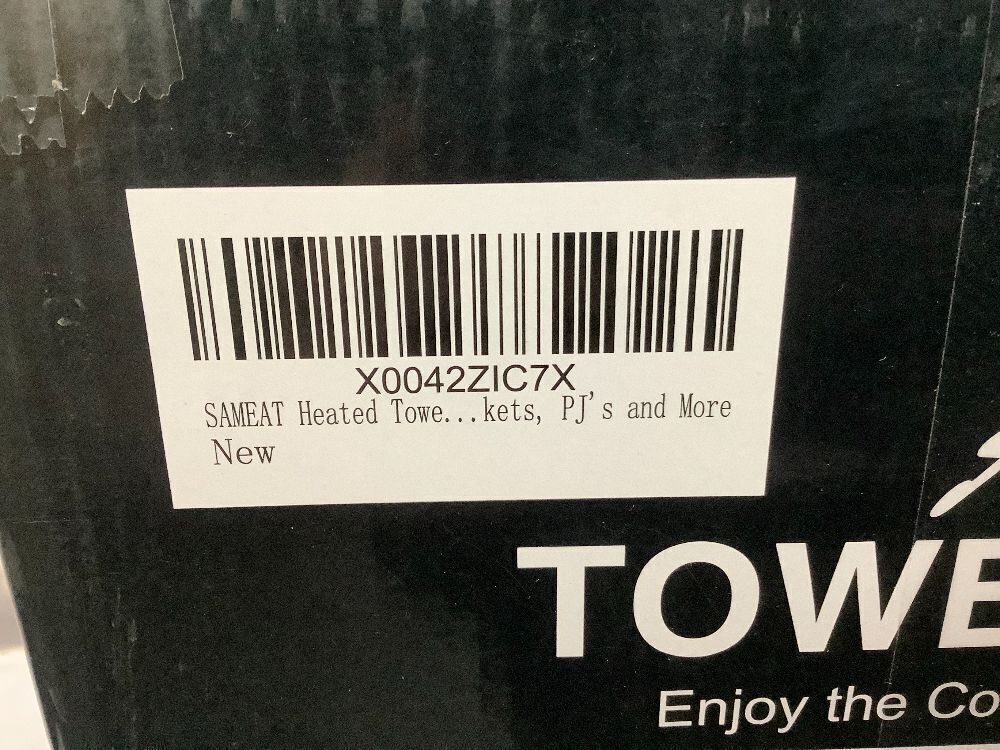 X0042ZIC7X
SAMEAT Heated Towe...kets, PJ's and More
New
TOWE
Enjoy the Co